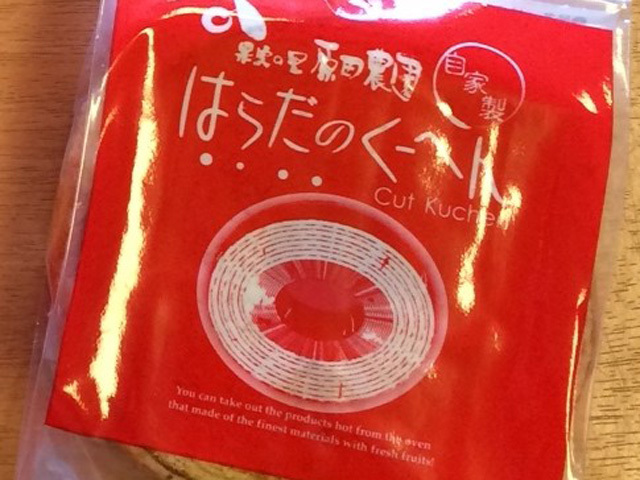 果実の里 原田農園
自家製
はらだのくーへん
Cut Kuchen
You can take out the products hot from the oven
that made of the finest materials with fresh fruits!